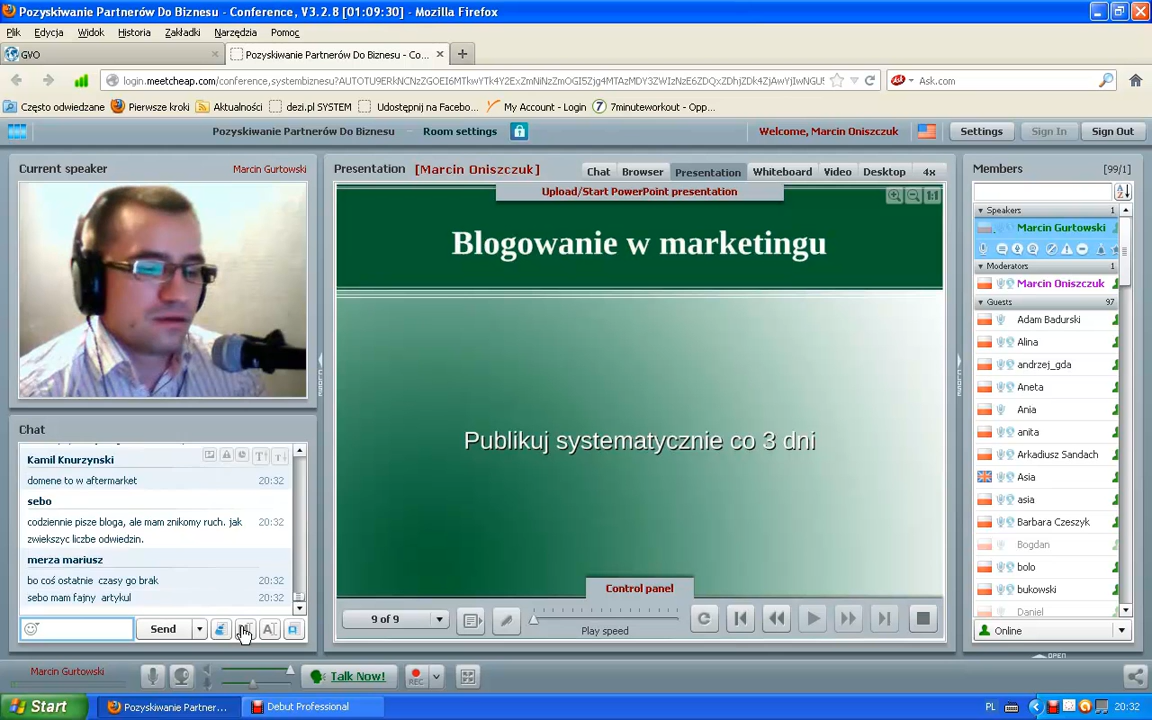 Pozyskiwanie Partnerów Do Biznesu - Conference, V3.2.8 [01:09:30] - Mozilla Firefox
Plik Edycja Widok Historia Zakładki Narzędzia Pomoc
GVO
Pozyskiwanie Partnerów Do Biznesu - Co...
Ask.com
Często odwiedzane Pierwsze kroki Aktualności dezi.pl SYSTEM Udostępnij na Facebo... My Account - Login 7minuteworkout - Opp...
Pozyskiwanie Partnerów Do Biznesu Room settings Welcome, Marcin Oniszczuk Settings Sign In Sign Out
Current speaker Marcin Gurtowski
Presentation [Marcin Oniszczuk] Chat Browser Presentation Whiteboard Video Desktop 4x
Upload/Start PowerPoint presentation
1:1
Blogowanie w marketingu
Publikuj systematycznie co 3 dni
Control panel
9 of 9
Play speed
Members [99/1]
Speakers 1
Marcin Gurtowski
Moderators 1
Marcin Oniszczuk
Guests 97
Adam Badurski
Alina
andrzej_gda
Aneta
Ania
anita
Arkadiusz Sandach
Asia
asia
Barbara Czeszyk
Bogdan
bolo
bukowski
Daniel
Online
OPEN
Chat
Kamil Knurzynski
domene to w aftermarket 20:32
sebo
codziennie pisze bloga, ale mam znikomy ruch. jak 20:32
zwiekszyc liczbe odwiedzin.
merza mariusz
bo coś ostatnie czasy go brak 20:32
sebo mam fajny artykul 20:32
Send
Marcin Gurtowski
Talk Now!
REC
Start Pozyskiwanie Partner... Debut Professional PL 20:32